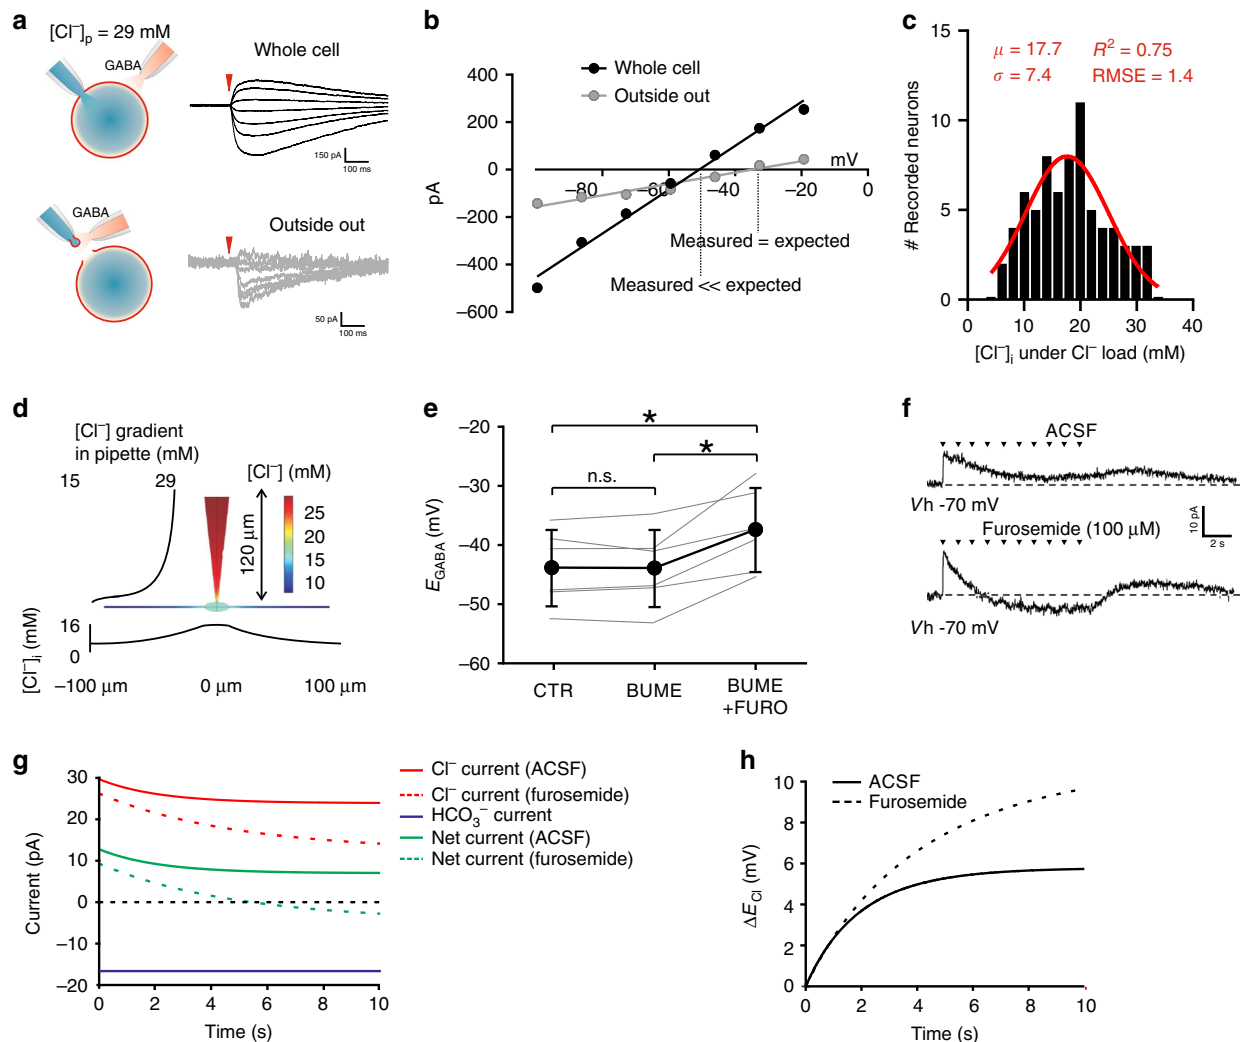 a
[Cl⁻]p = 29 mM
GABA
Whole cell
150 pA
100 ms
GABA
Outside out
50 pA
100 ms
b
400
200
0
−200
−400
−600
pA
Whole cell
Outside out
−80
−60
−40
−20
0
mV
Measured = expected
Measured << expected
c
15
10
5
0
# Recorded neurons
μ = 17.7
R² = 0.75
σ = 7.4
RMSE = 1.4
0
10
20
30
40
[Cl⁻]i under Cl⁻ load (mM)
d
[Cl⁻] gradient
in pipette (mM)
15
29
[Cl⁻] (mM)
120 μm
25
20
15
10
16
0
[Cl⁻]i (mM)
−100 μm
0 μm
100 μm
e
−20
−30
−40
−50
−60
EGABA (mV)
*
*
n.s.
CTR
BUME
BUME
+FURO
f
ACSF
Vh -70 mV
10 pA
2 s
Furosemide (100 μM)
Vh -70 mV
g
30
20
10
0
−10
−20
Current (pA)
0
2
4
6
8
10
Time (s)
Cl⁻ current (ACSF)
Cl⁻ current (furosemide)
HCO₃⁻ current
Net current (ACSF)
Net current (furosemide)
h
10
8
6
4
2
0
ΔECl (mV)
ACSF
Furosemide
0
2
4
6
8
10
Time (s)